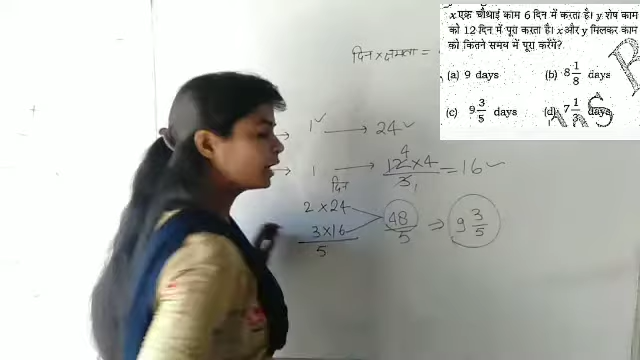 x एक चौथाई काम 6 दिन में करता है। y शेष काम
को 12 दिन में पूरा करता है। x और y मिलकर काम
को कितने समय में पूरा करेंगे?
(a) 9 days (b) 8 1/8 days
(c) 9 3/5 days (d) 7 1/3 days
दिन × क्षमता =
1 ✓ → 24 ✓
1 → 12 4 × 4 / 3 1 = 16 ✓
दिन
2 × 24
3 × 16
5
48/5 ⇒ 9 3/5